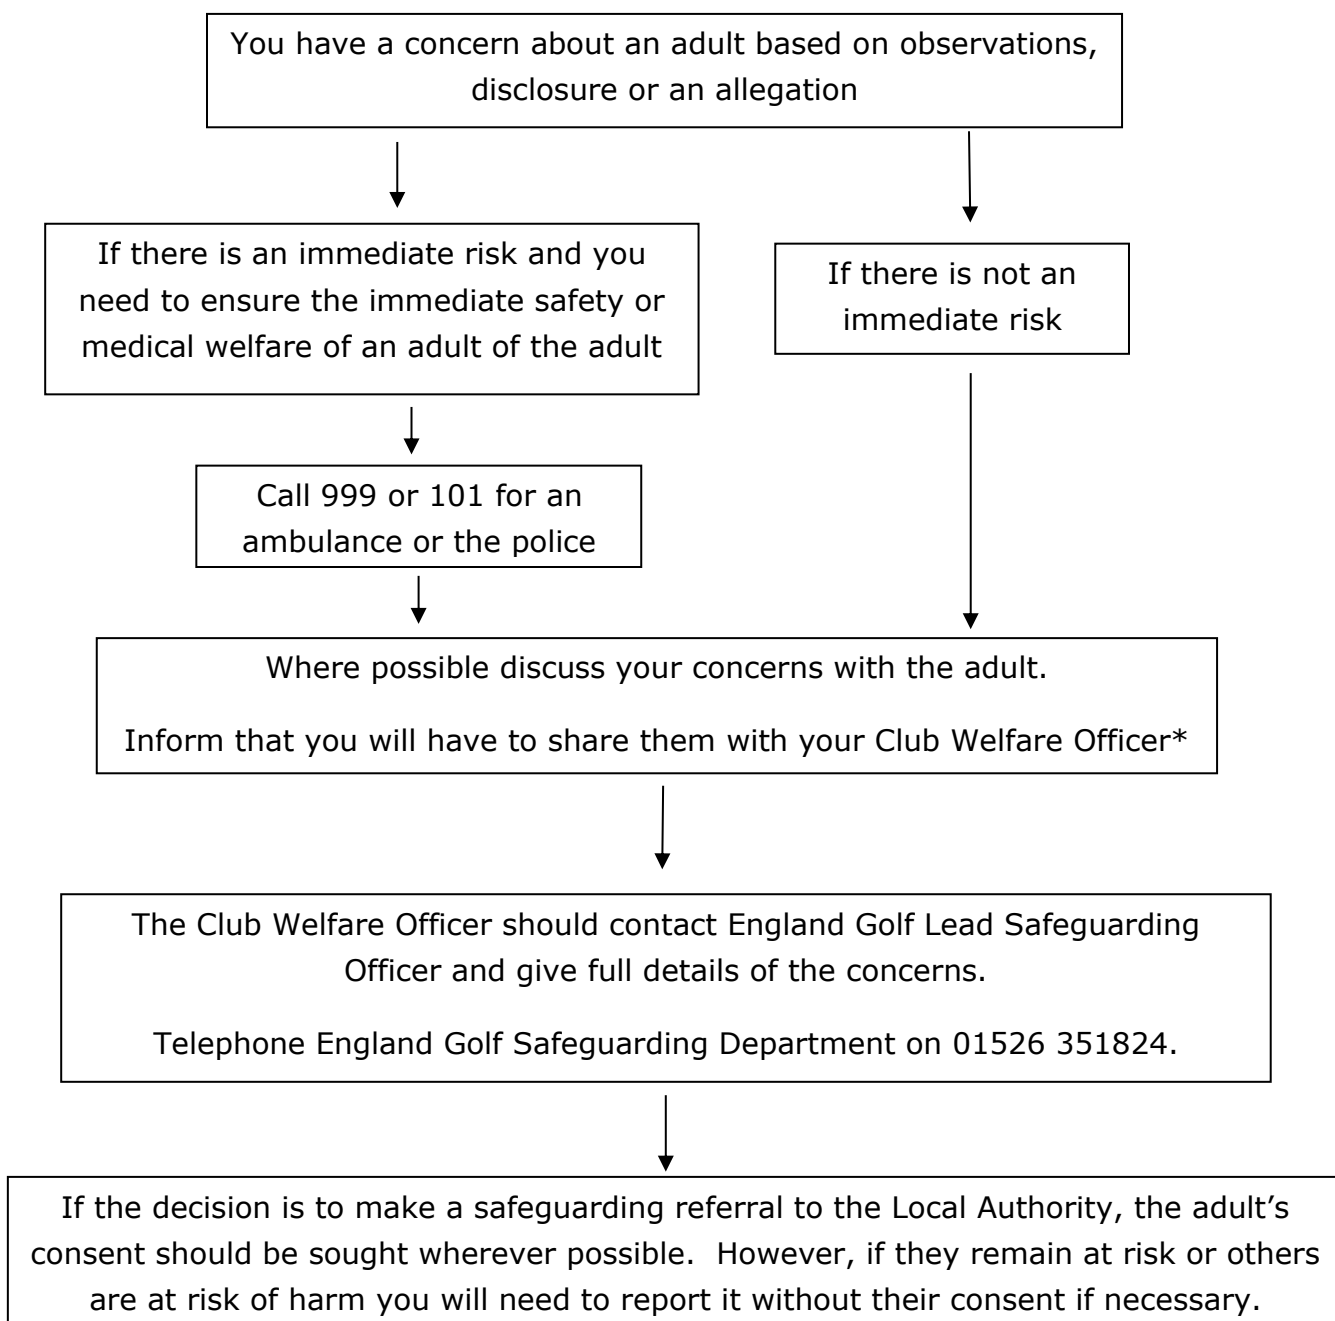 You have a concern about an adult based on observations,
disclosure or an allegation
If there is an immediate risk and you
need to ensure the immediate safety or
medical welfare of an adult of the adult
If there is not an
immediate risk
Call 999 or 101 for an
ambulance or the police
Where possible discuss your concerns with the adult.
Inform that you will have to share them with your Club Welfare Officer*
The Club Welfare Officer should contact England Golf Lead Safeguarding
Officer and give full details of the concerns.
Telephone England Golf Safeguarding Department on 01526 351824.
If the decision is to make a safeguarding referral to the Local Authority, the adult’s
consent should be sought wherever possible.  However, if they remain at risk or others
are at risk of harm you will need to report it without their consent if necessary.